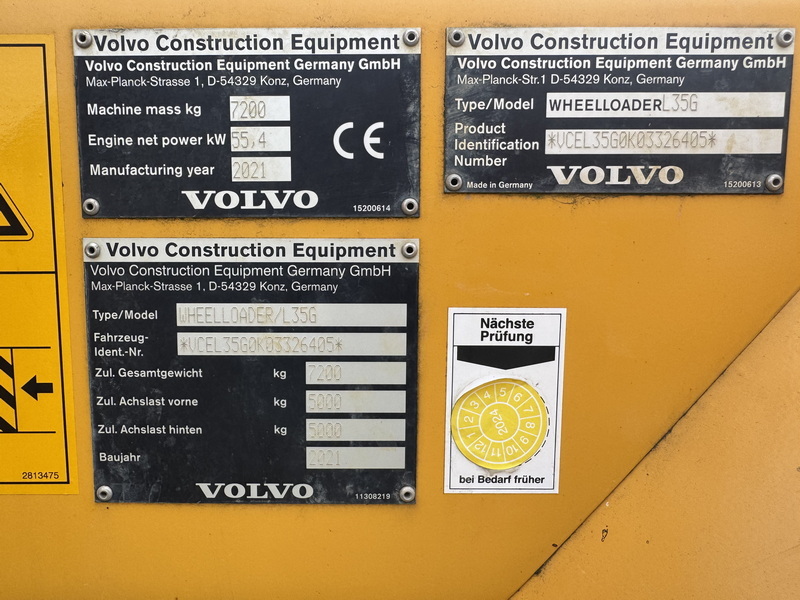 Volvo Construction Equipment
Volvo Construction Equipment Germany GmbH
Max-Planck-Strasse 1, D-54329 Konz, Germany
Machine mass kg 7200
Engine net power kW 55,4
Manufacturing year 2021
CE
VOLVO
15200614
Volvo Construction Equipment
Volvo Construction Equipment Germany GmbH
Max-Planck-Str.1 D-54329 Konz, Germany
Type/Model WHEELLOADER L35G
Product
Identification *VCEL35G0K03326405*
Number
Made in Germany VOLVO 15200613
Volvo Construction Equipment
Volvo Construction Equipment Germany GmbH
Max-Planck-Strasse 1, D-54329 Konz, Germany
Type/Model WHEELLOADER/L35G
Fahrzeug-
Ident.-Nr. *VCEL35G0K03326405*
Zul. Gesamtgewicht kg 7200
Zul. Achslast vorne kg 5000
Zul. Achslast hinten kg 5000
Baujahr 2021
VOLVO
11308219
Nächste
Prüfung
1 2 3 4 5 6 7 8 9 10 11 12
2024
bei Bedarf früher
2813475